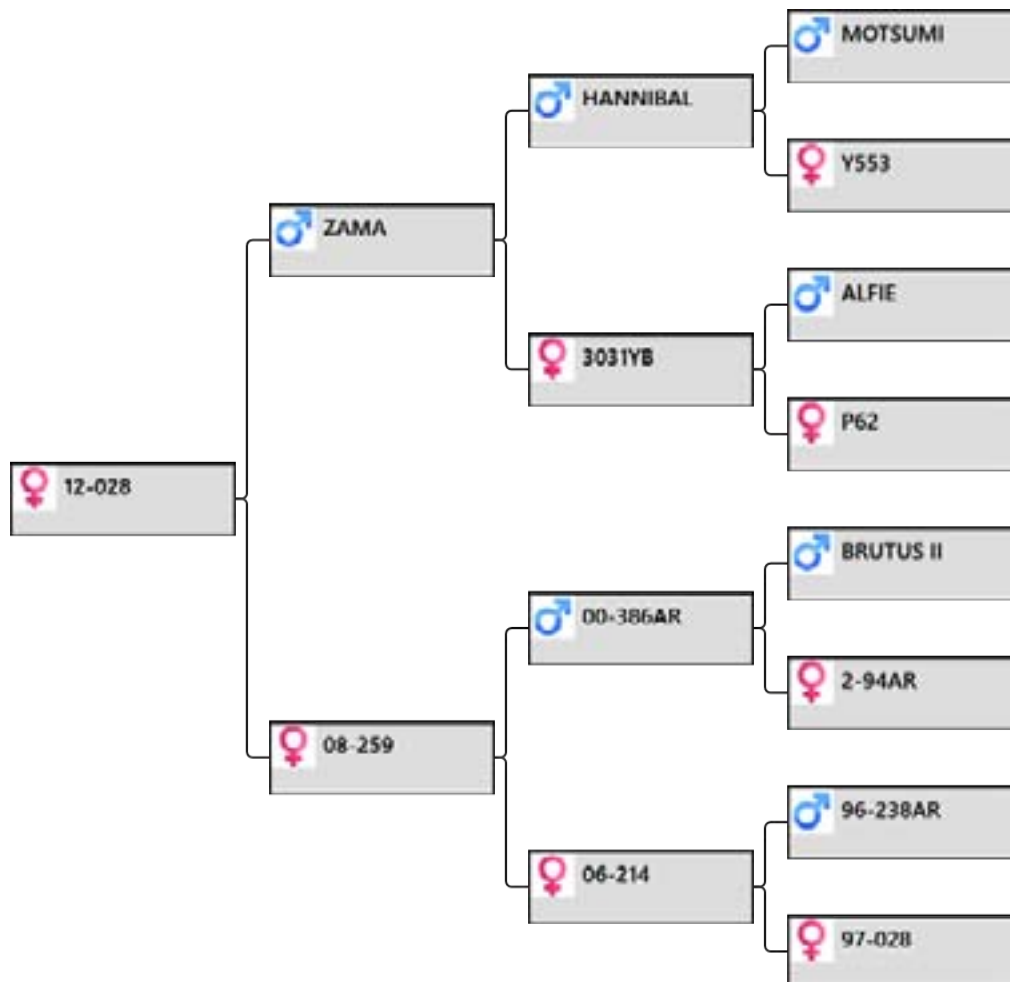 MOTSUMI
HANNIBAL
Y553
ZAMA
ALFIE
3031YB
P62
12-028
BRUTUS II
00-386AR
2-94AR
08-259
96-238AR
06-214
97-028